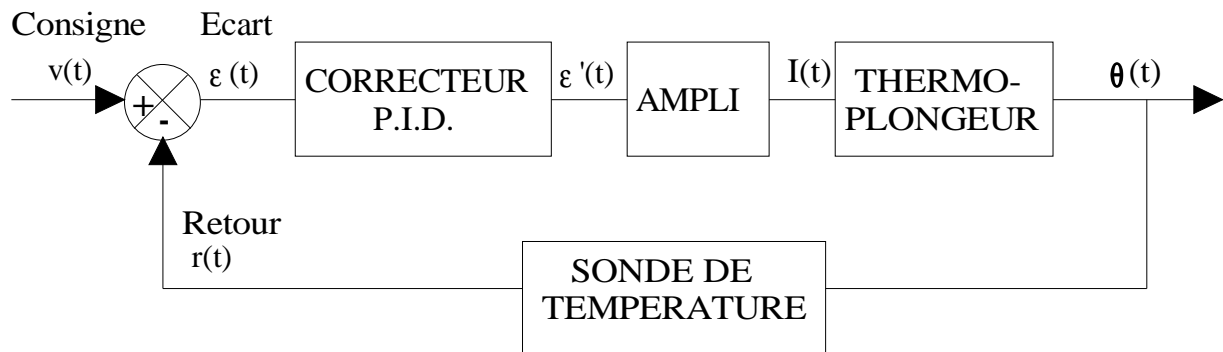 Consigne
Ecart
v(t)
ε (t)
CORRECTEUR
P.I.D.
ε '(t)
AMPLI
I(t)
THERMO-
PLONGEUR
θ (t)
+
-
Retour
r(t)
SONDE DE
TEMPERATURE